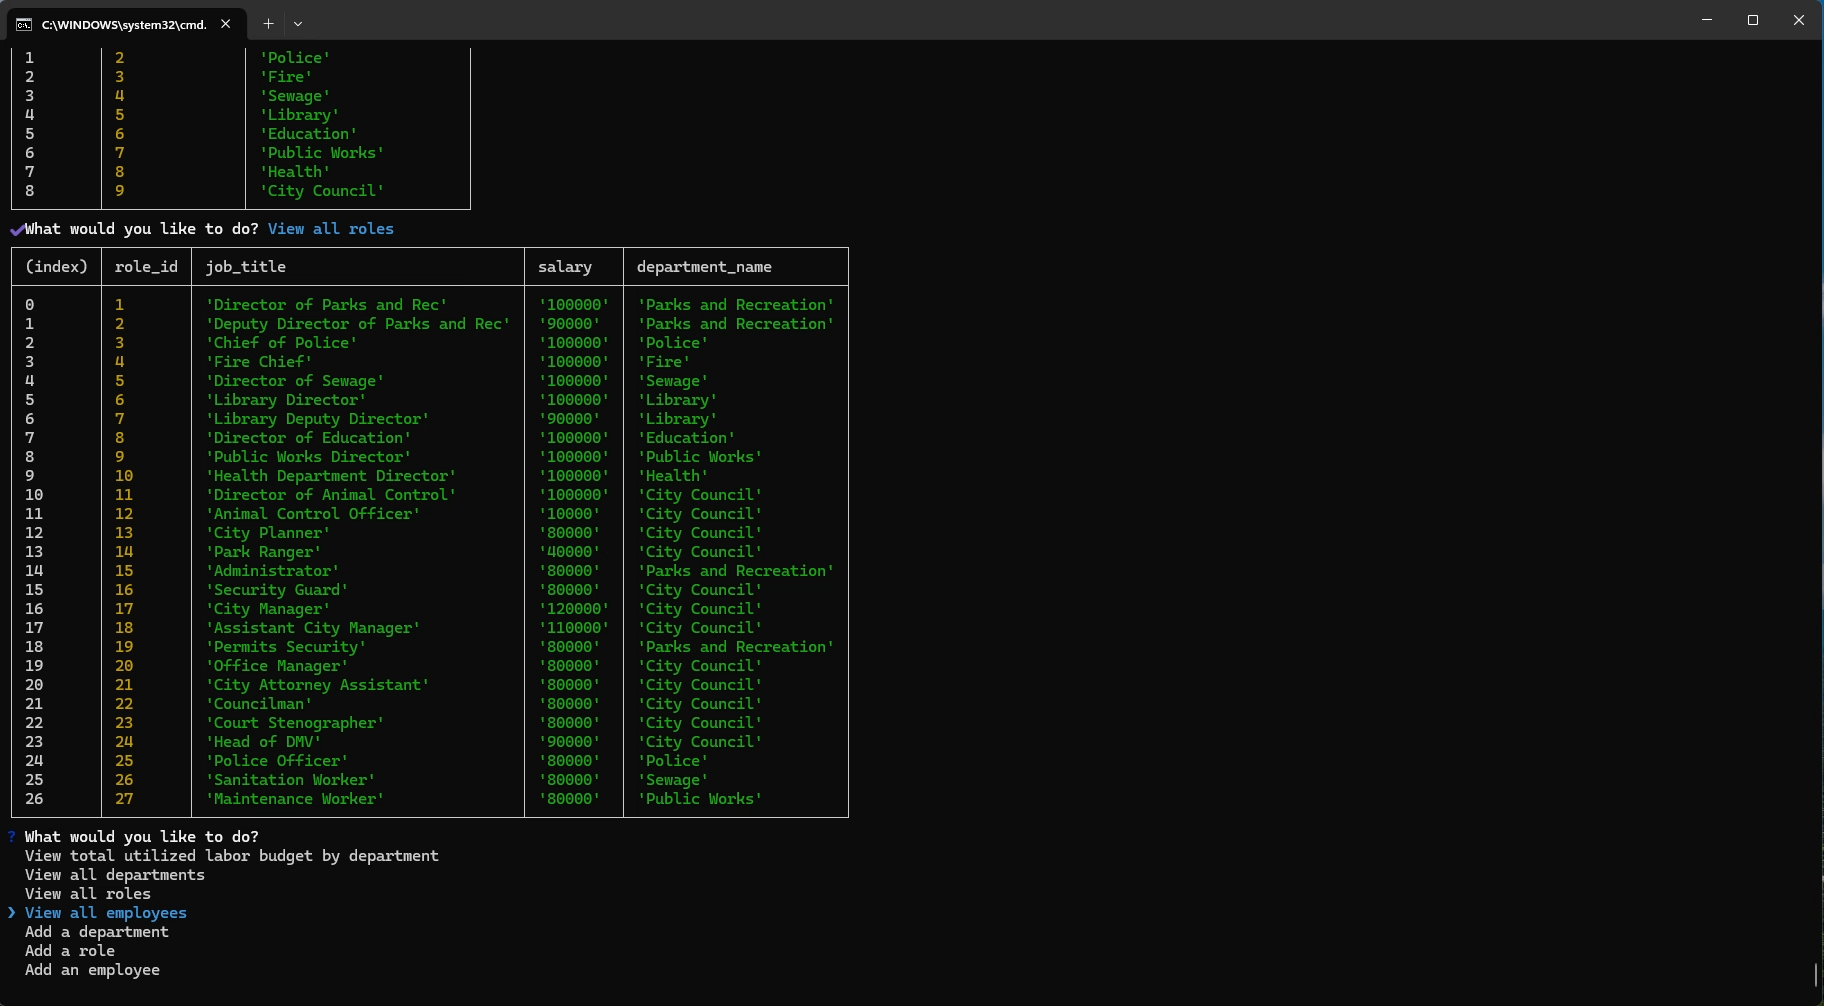 C:\WINDOWS\system32\cmd.
1 2 'Police'
2 3 'Fire'
3 4 'Sewage'
4 5 'Library'
5 6 'Education'
6 7 'Public Works'
7 8 'Health'
8 9 'City Council'
What would you like to do? View all roles
(index) role_id job_title salary department_name
0 1 'Director of Parks and Rec' '100000' 'Parks and Recreation'
1 2 'Deputy Director of Parks and Rec' '90000' 'Parks and Recreation'
2 3 'Chief of Police' '100000' 'Police'
3 4 'Fire Chief' '100000' 'Fire'
4 5 'Director of Sewage' '100000' 'Sewage'
5 6 'Library Director' '100000' 'Library'
6 7 'Library Deputy Director' '90000' 'Library'
7 8 'Director of Education' '100000' 'Education'
8 9 'Public Works Director' '100000' 'Public Works'
9 10 'Health Department Director' '100000' 'Health'
10 11 'Director of Animal Control' '100000' 'City Council'
11 12 'Animal Control Officer' '10000' 'City Council'
12 13 'City Planner' '80000' 'City Council'
13 14 'Park Ranger' '40000' 'City Council'
14 15 'Administrator' '80000' 'Parks and Recreation'
15 16 'Security Guard' '80000' 'City Council'
16 17 'City Manager' '120000' 'City Council'
17 18 'Assistant City Manager' '110000' 'City Council'
18 19 'Permits Security' '80000' 'Parks and Recreation'
19 20 'Office Manager' '80000' 'City Council'
20 21 'City Attorney Assistant' '80000' 'City Council'
21 22 'Councilman' '80000' 'City Council'
22 23 'Court Stenographer' '80000' 'City Council'
23 24 'Head of DMV' '90000' 'City Council'
24 25 'Police Officer' '80000' 'Police'
25 26 'Sanitation Worker' '80000' 'Sewage'
26 27 'Maintenance Worker' '80000' 'Public Works'
? What would you like to do?
View total utilized labor budget by department
View all departments
View all roles
❯ View all employees
Add a department
Add a role
Add an employee